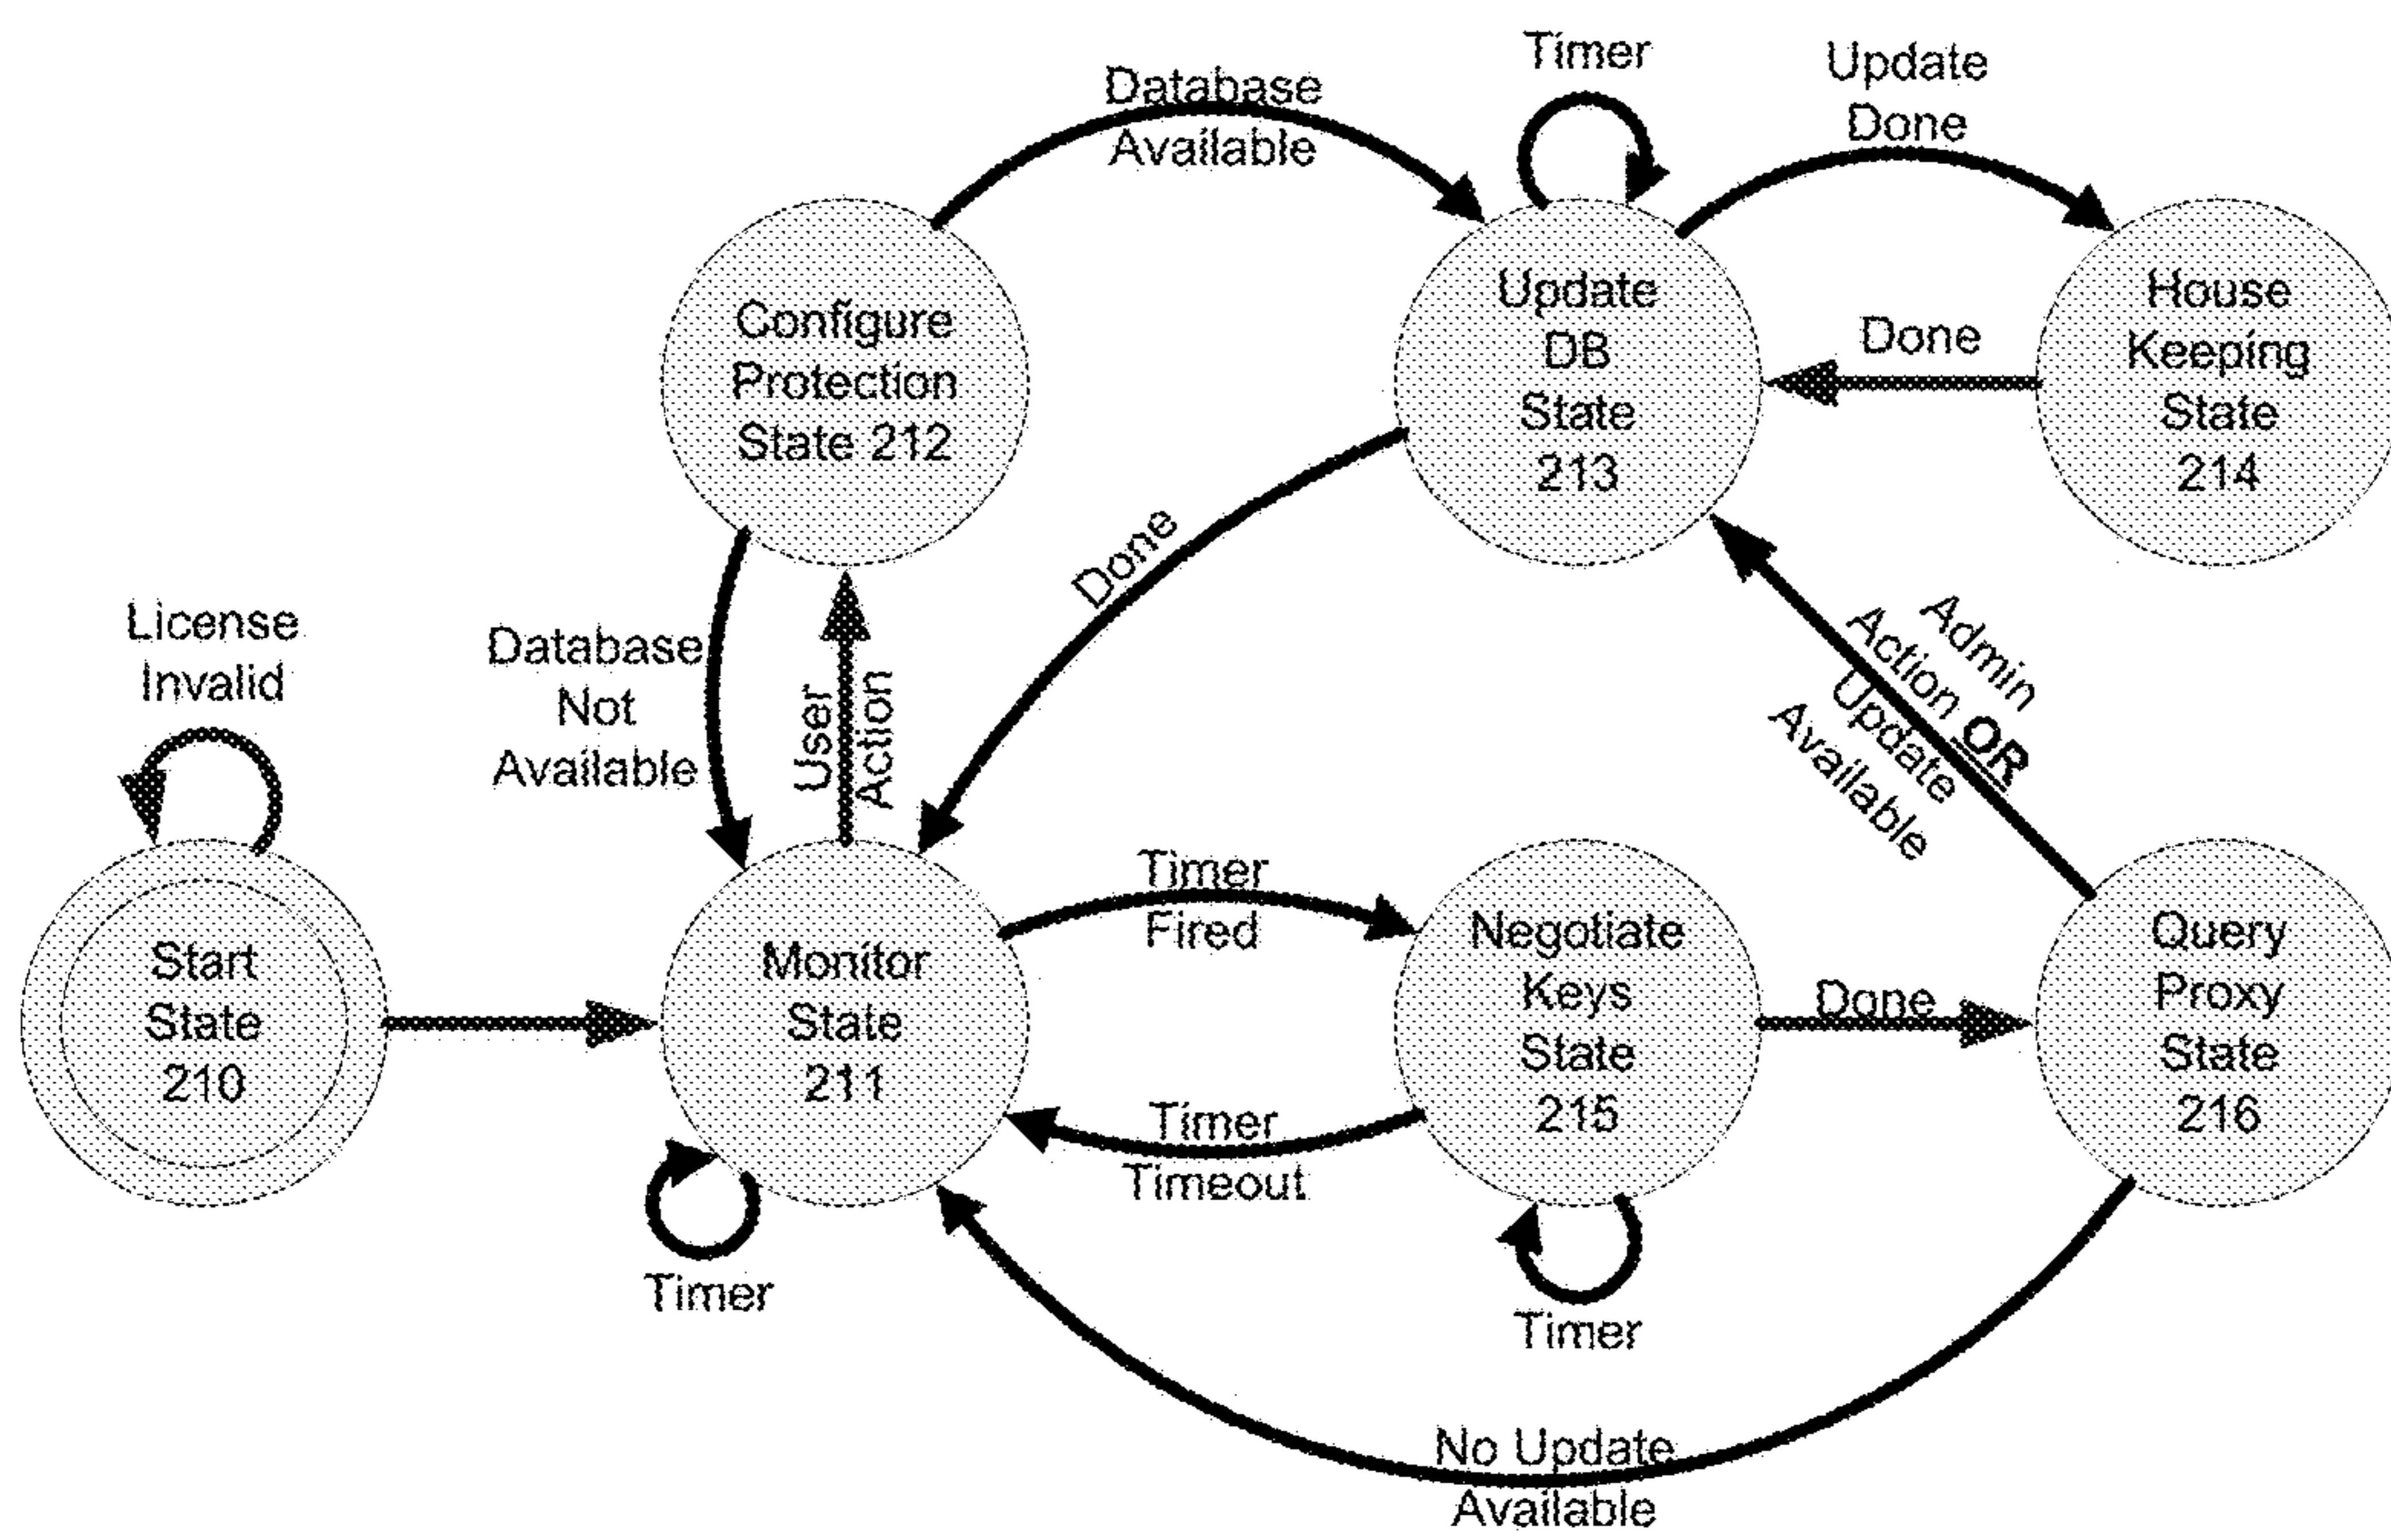 Timer
Update
Done
Database
Available
Configure
Protection
State 212
Update
DB
State
213
House
Keeping
State
214
Done
Done
License
Invalid
Database
Not
Available
User
Action
Admin
Action OR
Update
Available
Start
State
210
Monitor
State
211
Timer
Fired
Negotiate
Keys
State
215
Done
Query
Proxy
State
216
Timer
Timeout
Timer
Timer
No Update
Available